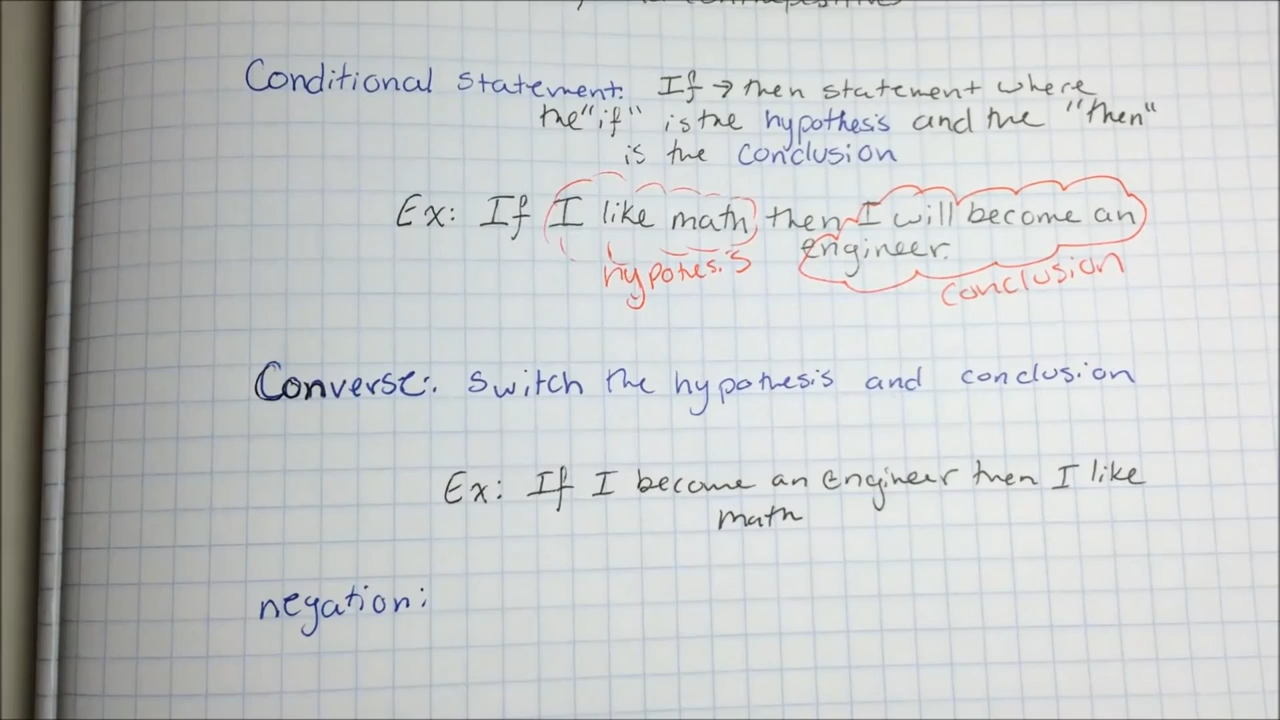 Conditional statement: If → then statement where
the "if" is the hypothesis and the "then"
is the conclusion
Ex: If I like math then I will become an
engineer.
hypothesis
conclusion
Converse: switch the hypothesis and conclusion
Ex: If I become an engineer then I like
math
negation: